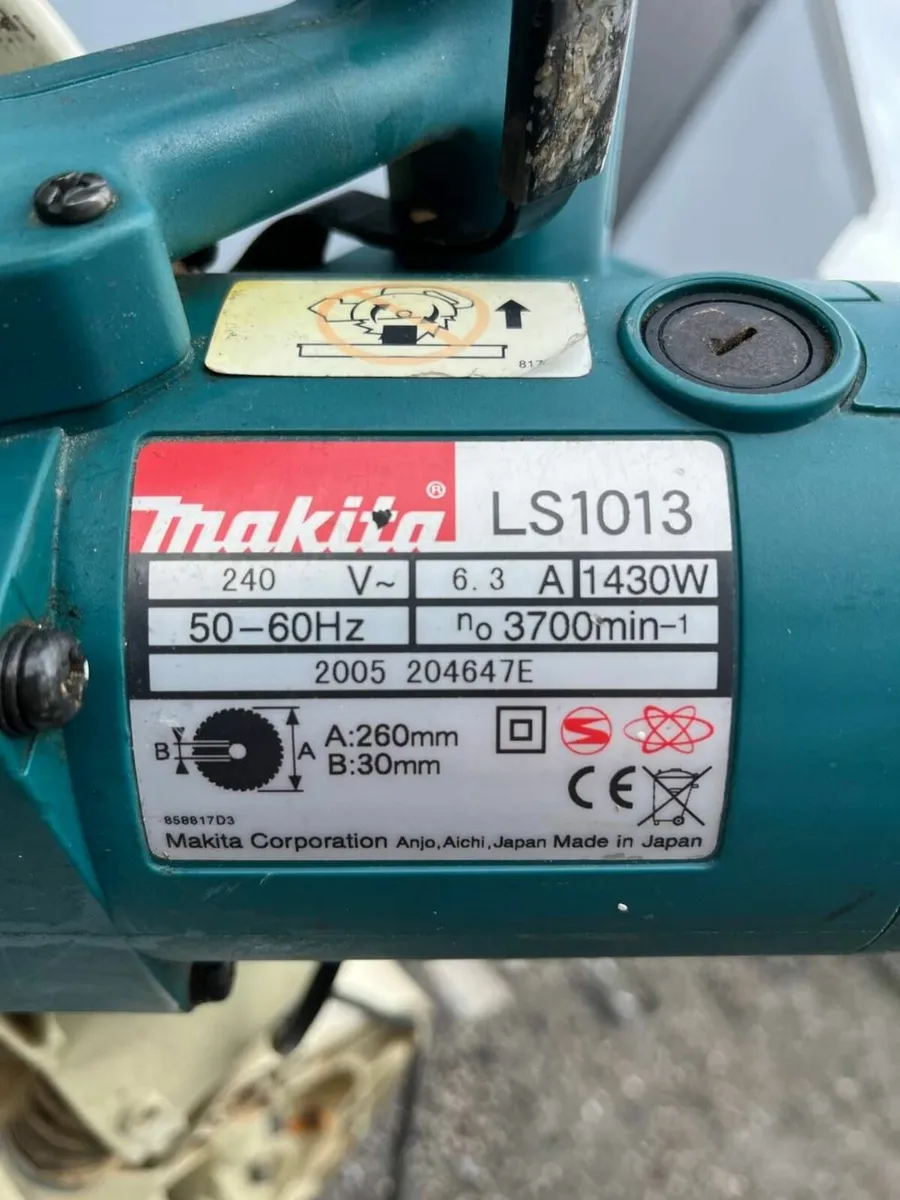 makita® LS1013
240 V~ 6.3 A 1430W
50-60Hz n₀ 3700min-1
2005 204647E
B A A:260mm
B:30mm
CE
858817D3
Makita Corporation Anjo,Aichi,Japan Made in Japan